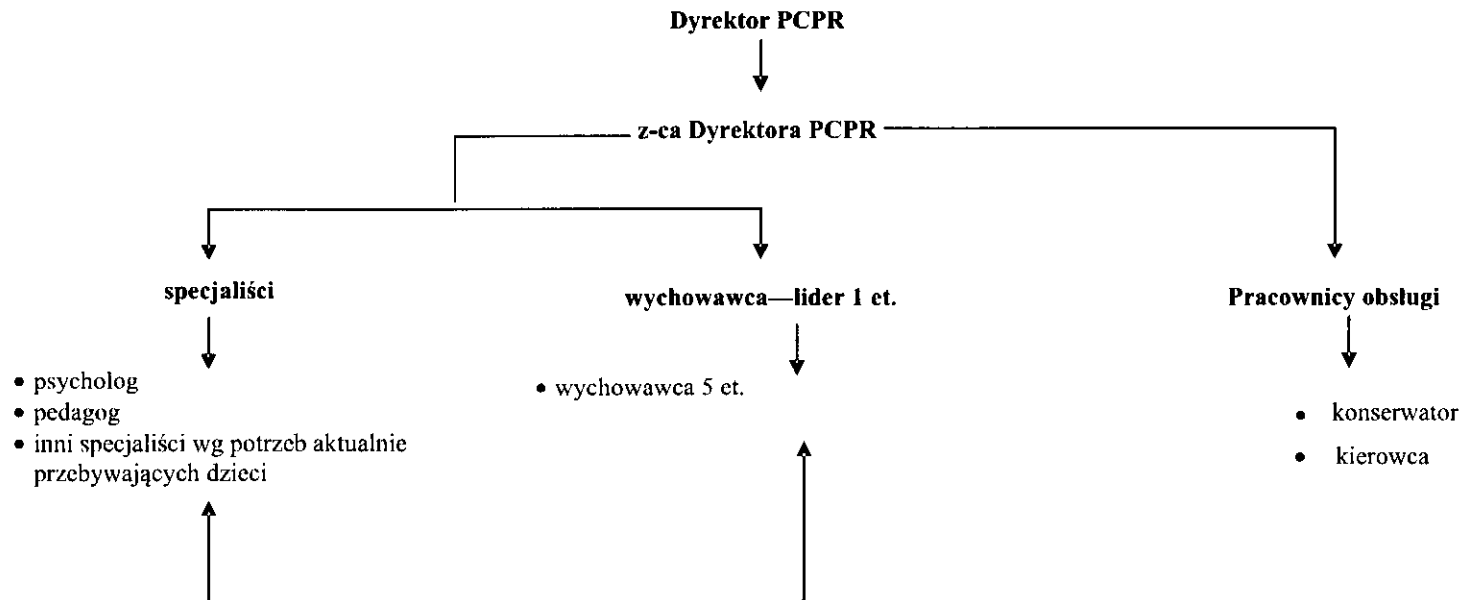 Dyrektor PCPR
z-ca Dyrektora PCPR
specjaliści
wychowawca—lider 1 et.
Pracownicy obsługi
• psycholog
• pedagog
• inni specjaliści wg potrzeb aktualnie
przebywających dzieci
• wychowawca 5 et.
• konserwator
• kierowca